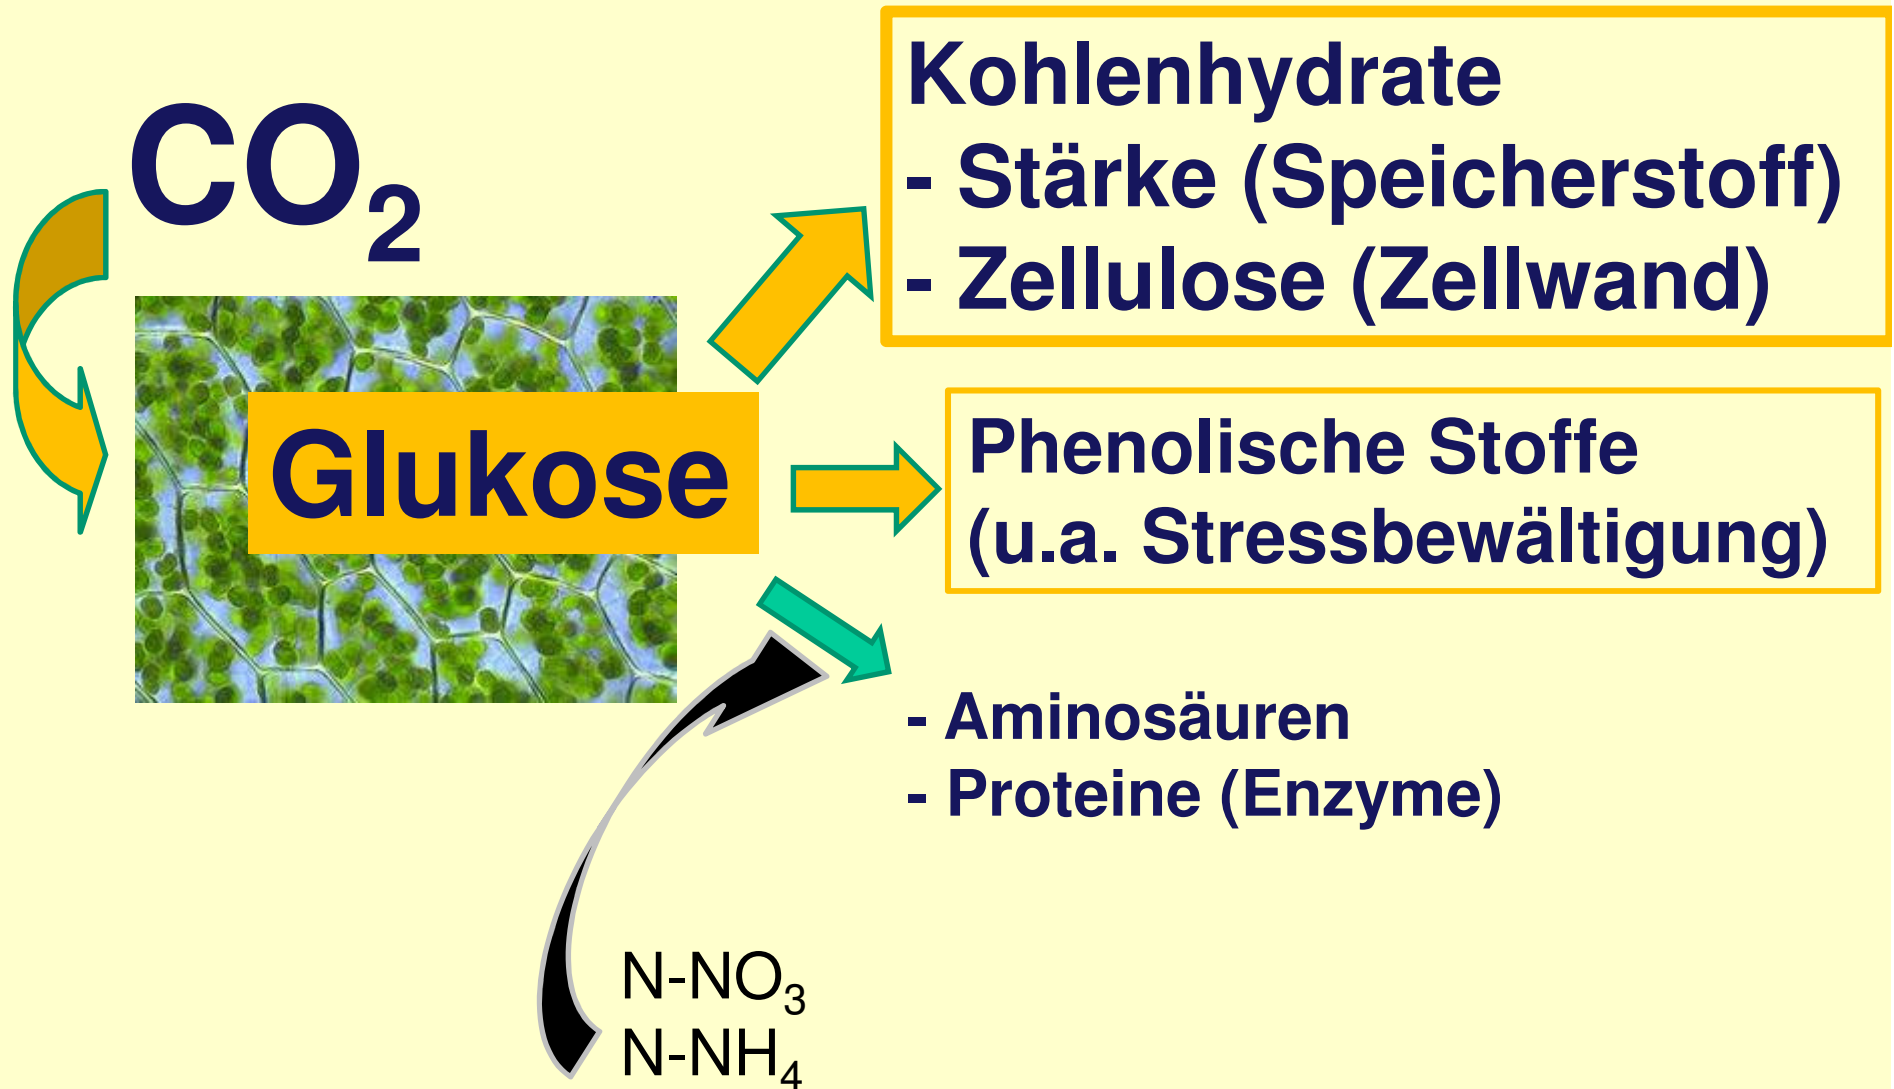 CO₂
Glukose
Kohlenhydrate
- Stärke (Speicherstoff)
- Zellulose (Zellwand)
Phenolische Stoffe
(u.a. Stressbewältigung)
- Aminosäuren
- Proteine (Enzyme)
N-NO₃
N-NH₄